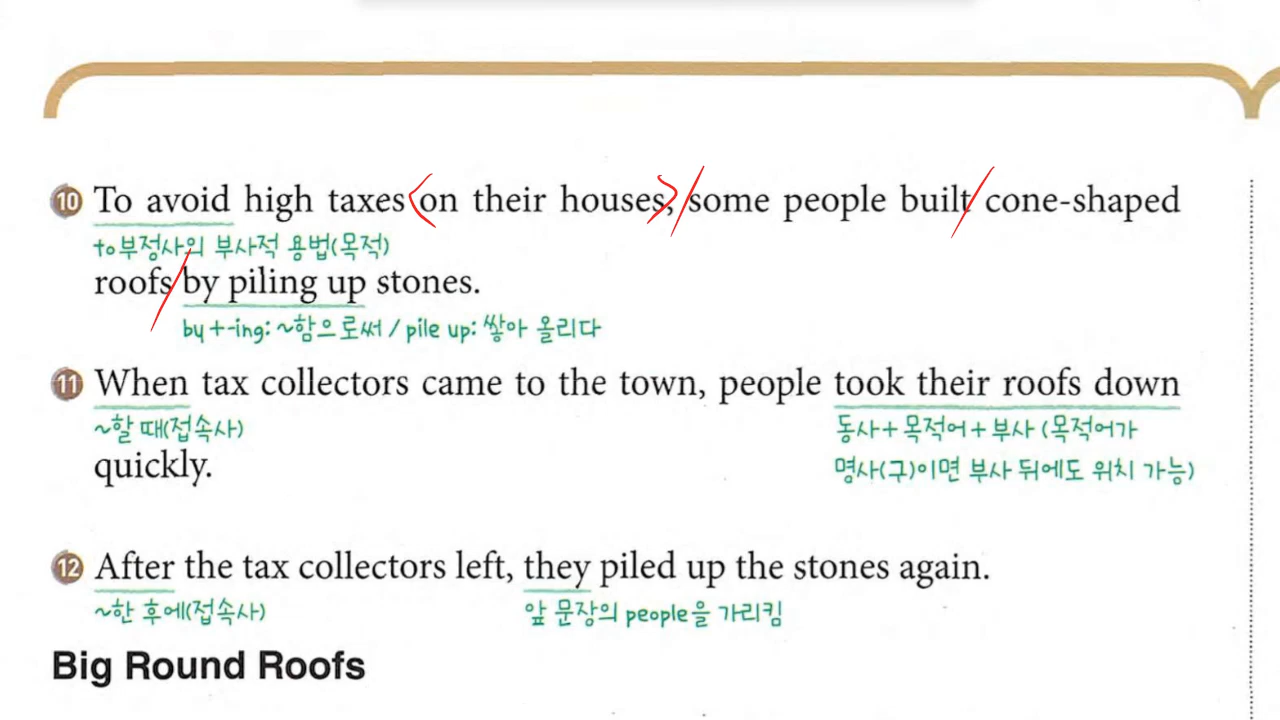 10 To avoid high taxes on their houses, some people built cone-shaped
to부정사의 부사적 용법(목적)
roofs by piling up stones.
by +-ing: ~함으로써 / pile up: 쌓아 올리다
11 When tax collectors came to the town, people took their roofs down
~할 때(접속사)
동사 + 목적어 + 부사 (목적어가
quickly.
명사(구)이면 부사 뒤에도 위치 가능)
12 After the tax collectors left, they piled up the stones again.
~한 후에(접속사)
앞 문장의 people을 가리킴
Big Round Roofs